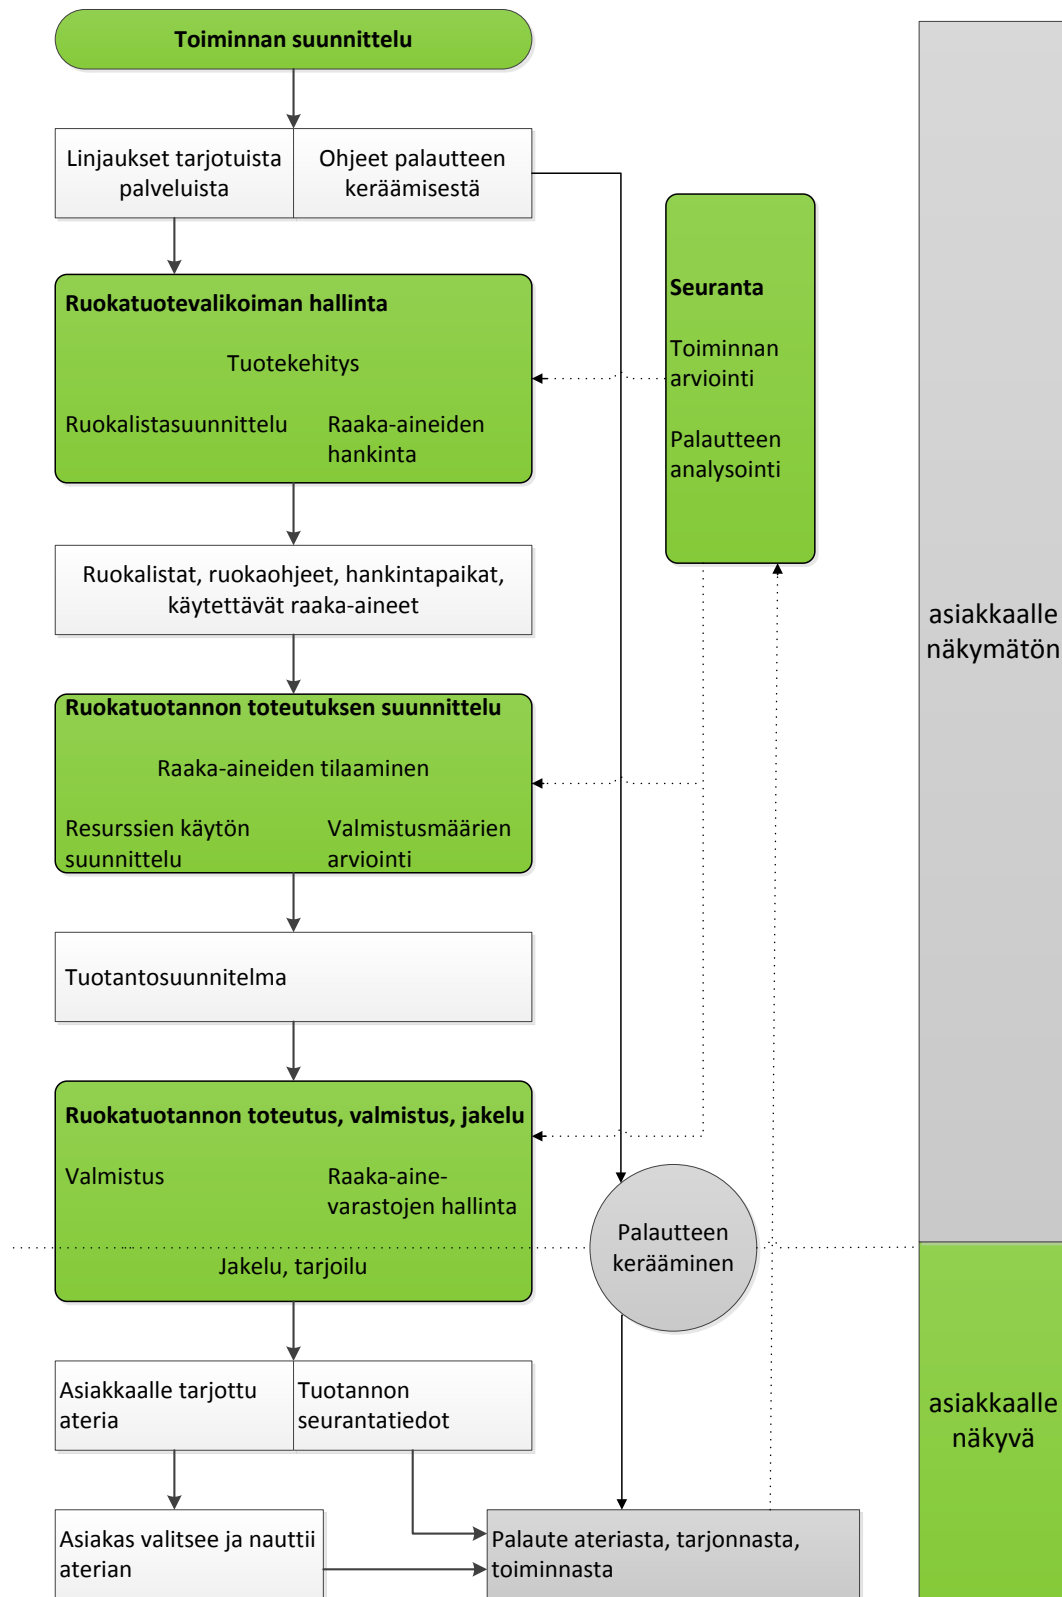 Toiminnan suunnittelu
Linjaukset tarjotuista
palveluista
Ohjeet palautteen
keräämisestä
Ruokatuotevalikoiman hallinta
Tuotekehitys
Ruokalistasuunnittelu
Raaka-aineiden
hankinta
Seuranta
Toiminnan
arviointi
Palautteen
analysointi
Ruokalistat, ruokaohjeet, hankintapaikat,
käytettävät raaka-aineet
asiakkaalle
näkymätön
Ruokatuotannon toteutuksen suunnittelu
Raaka-aineiden tilaaminen
Resurssien käytön
suunnittelu
Valmistusmäärien
arviointi
Tuotantosuunnitelma
Ruokatuotannon toteutus, valmistus, jakelu
Valmistus
Raaka-aine-
varastojen hallinta
Jakelu, tarjoilu
Palautteen
kerääminen
Asiakkaalle tarjottu
ateria
Tuotannon
seurantatiedot
asiakkaalle
näkyvä
Asiakas valitsee ja nauttii
aterian
Palaute ateriasta, tarjonnasta,
toiminnasta